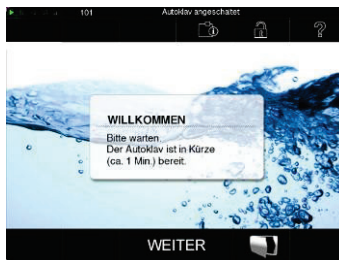 101 Autoklav angeschaltet
?
WILLKOMMEN
Bitte warten...
Der Autoklav ist in Kürze
(ca. 1 Min.) bereit.
WEITER